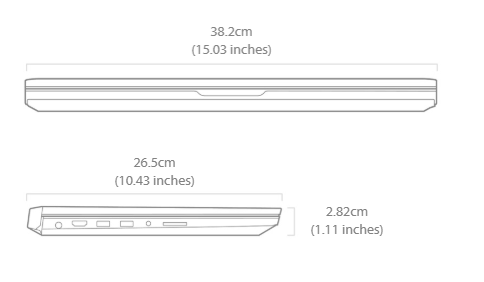 38.2cm
(15.03 inches)
26.5cm
(10.43 inches)
2.82cm
(1.11 inches)